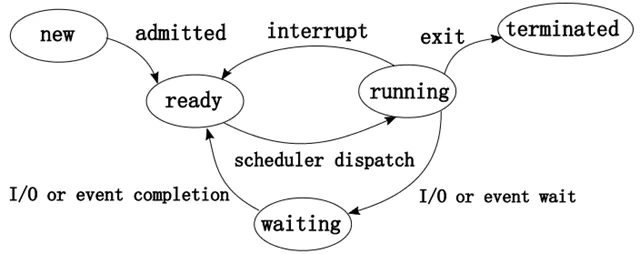 new
admitted
interrupt
exit
terminated
ready
running
scheduler dispatch
I/O or event completion
I/O or event wait
waiting